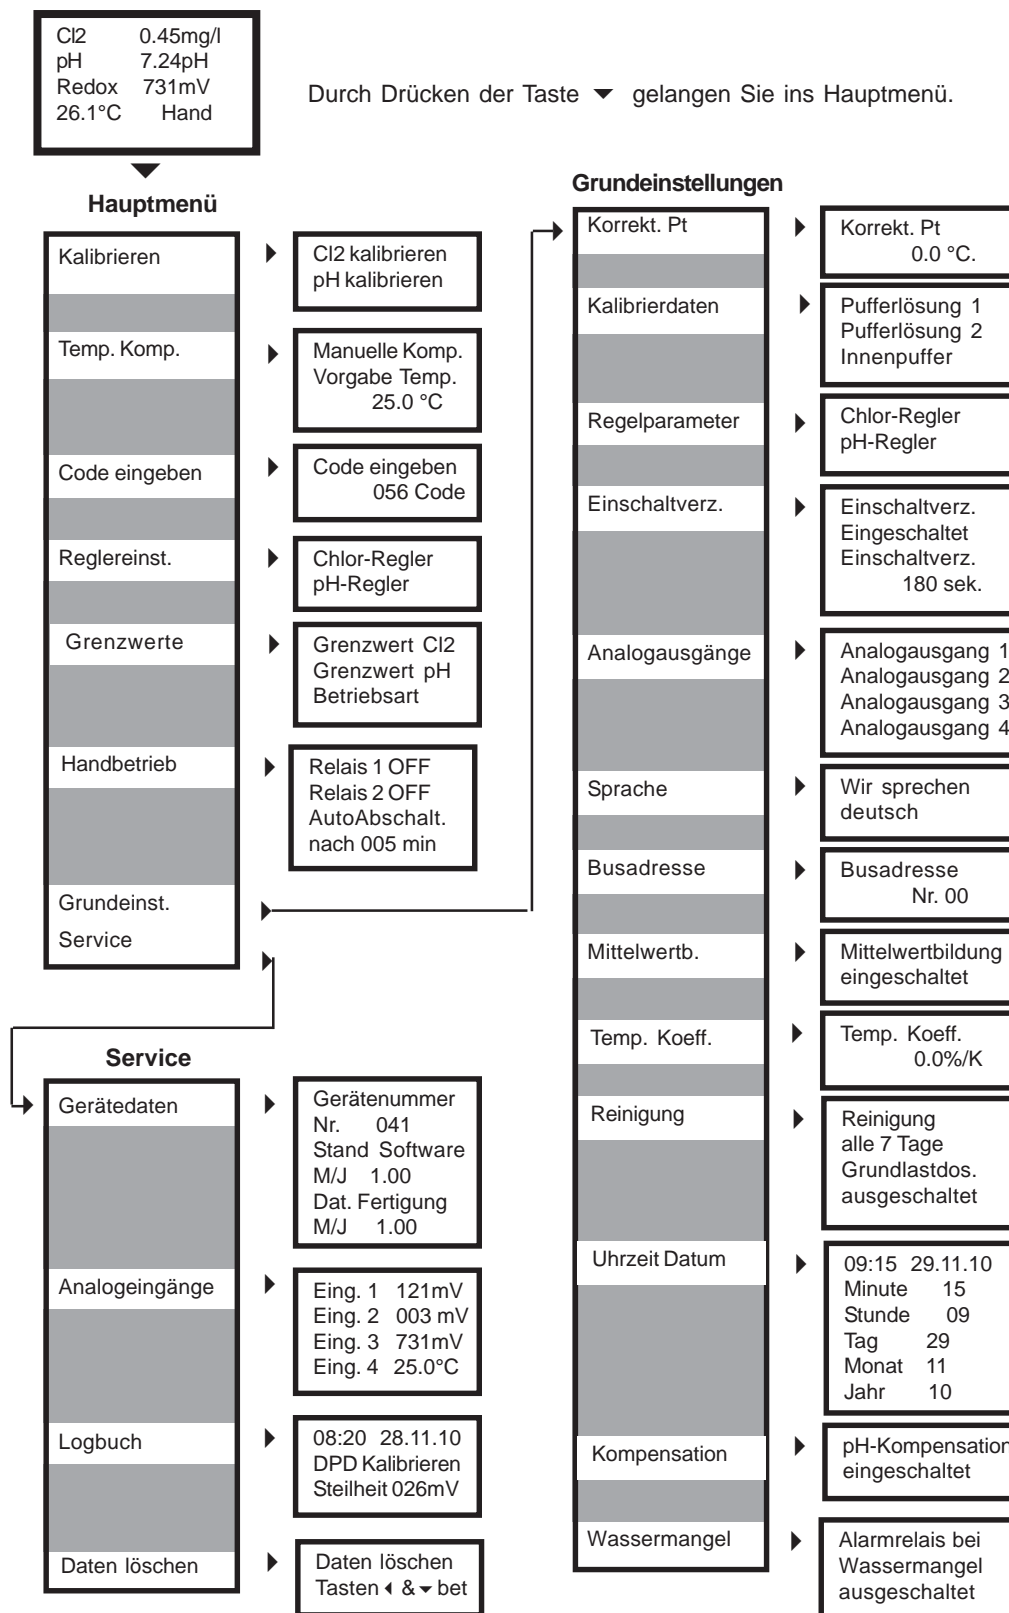 Cl2 0.45mg/l
pH 7.24pH
Redox 731mV
26.1°C Hand
Durch Drücken der Taste gelangen Sie ins Hauptmenü.
Hauptmenü
Kalibrieren
Cl2 kalibrieren
pH kalibrieren
Temp. Komp.
Manuelle Komp.
Vorgabe Temp.
25.0 °C
Code eingeben
Code eingeben
056 Code
Reglereinst.
Chlor-Regler
pH-Regler
Grenzwerte
Grenzwert Cl2
Grenzwert pH
Betriebsart
Handbetrieb
Relais 1 OFF
Relais 2 OFF
AutoAbschalt.
nach 005 min
Grundeinst.
Service
Service
Gerätedaten
Gerätenummer
Nr. 041
Stand Software
M/J 1.00
Dat. Fertigung
M/J 1.00
Analogeingänge
Eing. 1 121mV
Eing. 2 003 mV
Eing. 3 731mV
Eing. 4 25.0°C
Logbuch
08:20 28.11.10
DPD Kalibrieren
Steilheit 026mV
Daten löschen
Daten löschen
Tasten & bet
Grundeinstellungen
Korrekt. Pt
Korrekt. Pt
0.0 °C.
Kalibrierdaten
Pufferlösung 1
Pufferlösung 2
Innenpuffer
Regelparameter
Chlor-Regler
pH-Regler
Einschaltverz.
Einschaltverz.
Eingeschaltet
Einschaltverz.
180 sek.
Analogausgänge
Analogausgang 1
Analogausgang 2
Analogausgang 3
Analogausgang 4
Sprache
Wir sprechen
deutsch
Busadresse
Busadresse
Nr. 00
Mittelwertb.
Mittelwertbildung
eingeschaltet
Temp. Koeff.
Temp. Koeff.
0.0%/K
Reinigung
Reinigung
alle 7 Tage
Grundlastdos.
ausgeschaltet
Uhrzeit Datum
09:15 29.11.10
Minute 15
Stunde 09
Tag 29
Monat 11
Jahr 10
Kompensation
pH-Kompensation
eingeschaltet
Wassermangel
Alarmrelais bei
Wassermangel
ausgeschaltet